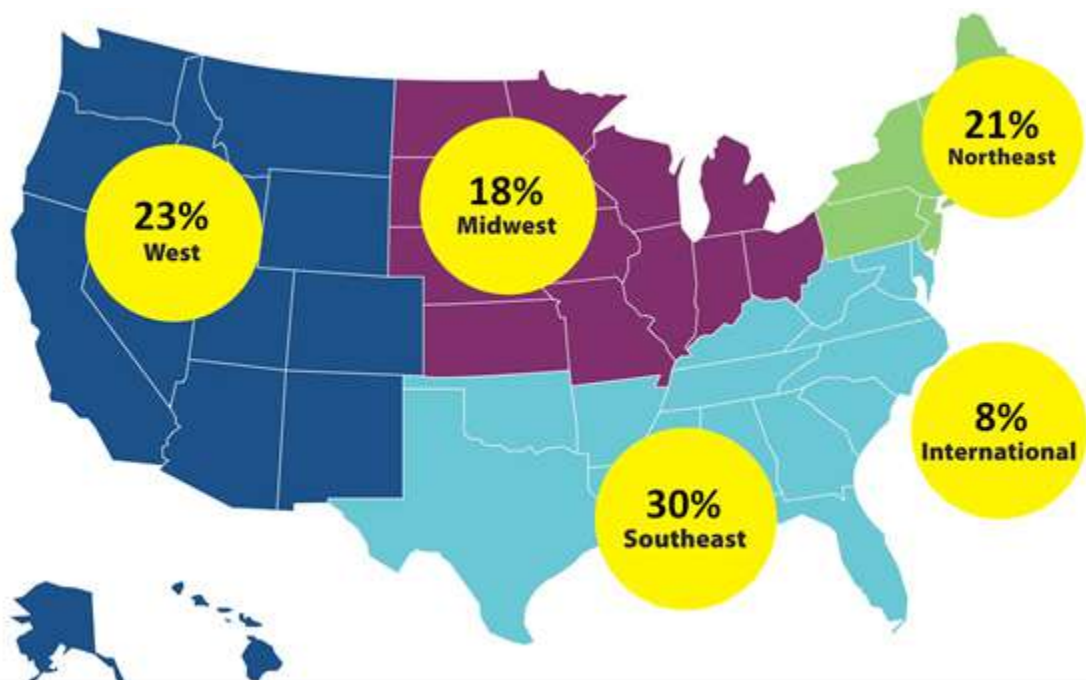 21%
Northeast
18%
Midwest
23%
West
8%
International
30%
Southeast